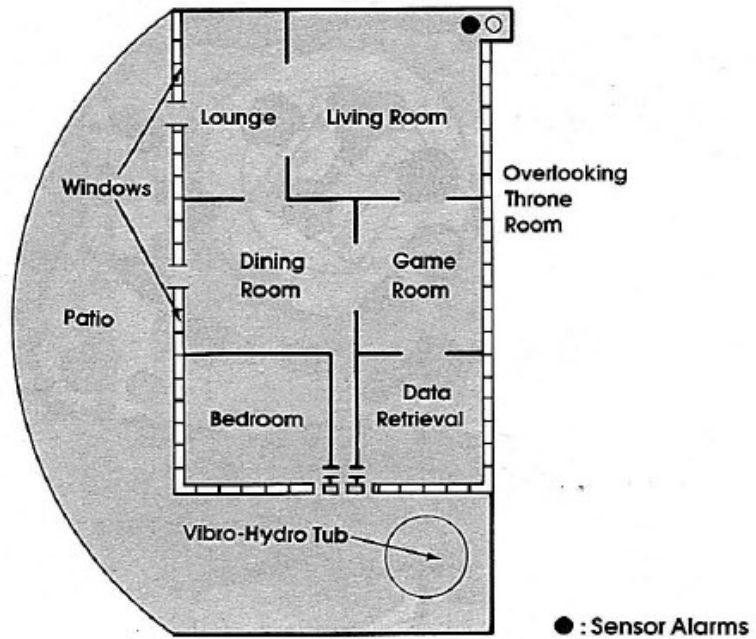 Lounge
Living Room
Windows
Overlooking
Throne
Room
Dining
Room
Game
Room
Patio
Bedroom
Data
Retrieval
Vibro-Hydro Tub
: Sensor Alarms